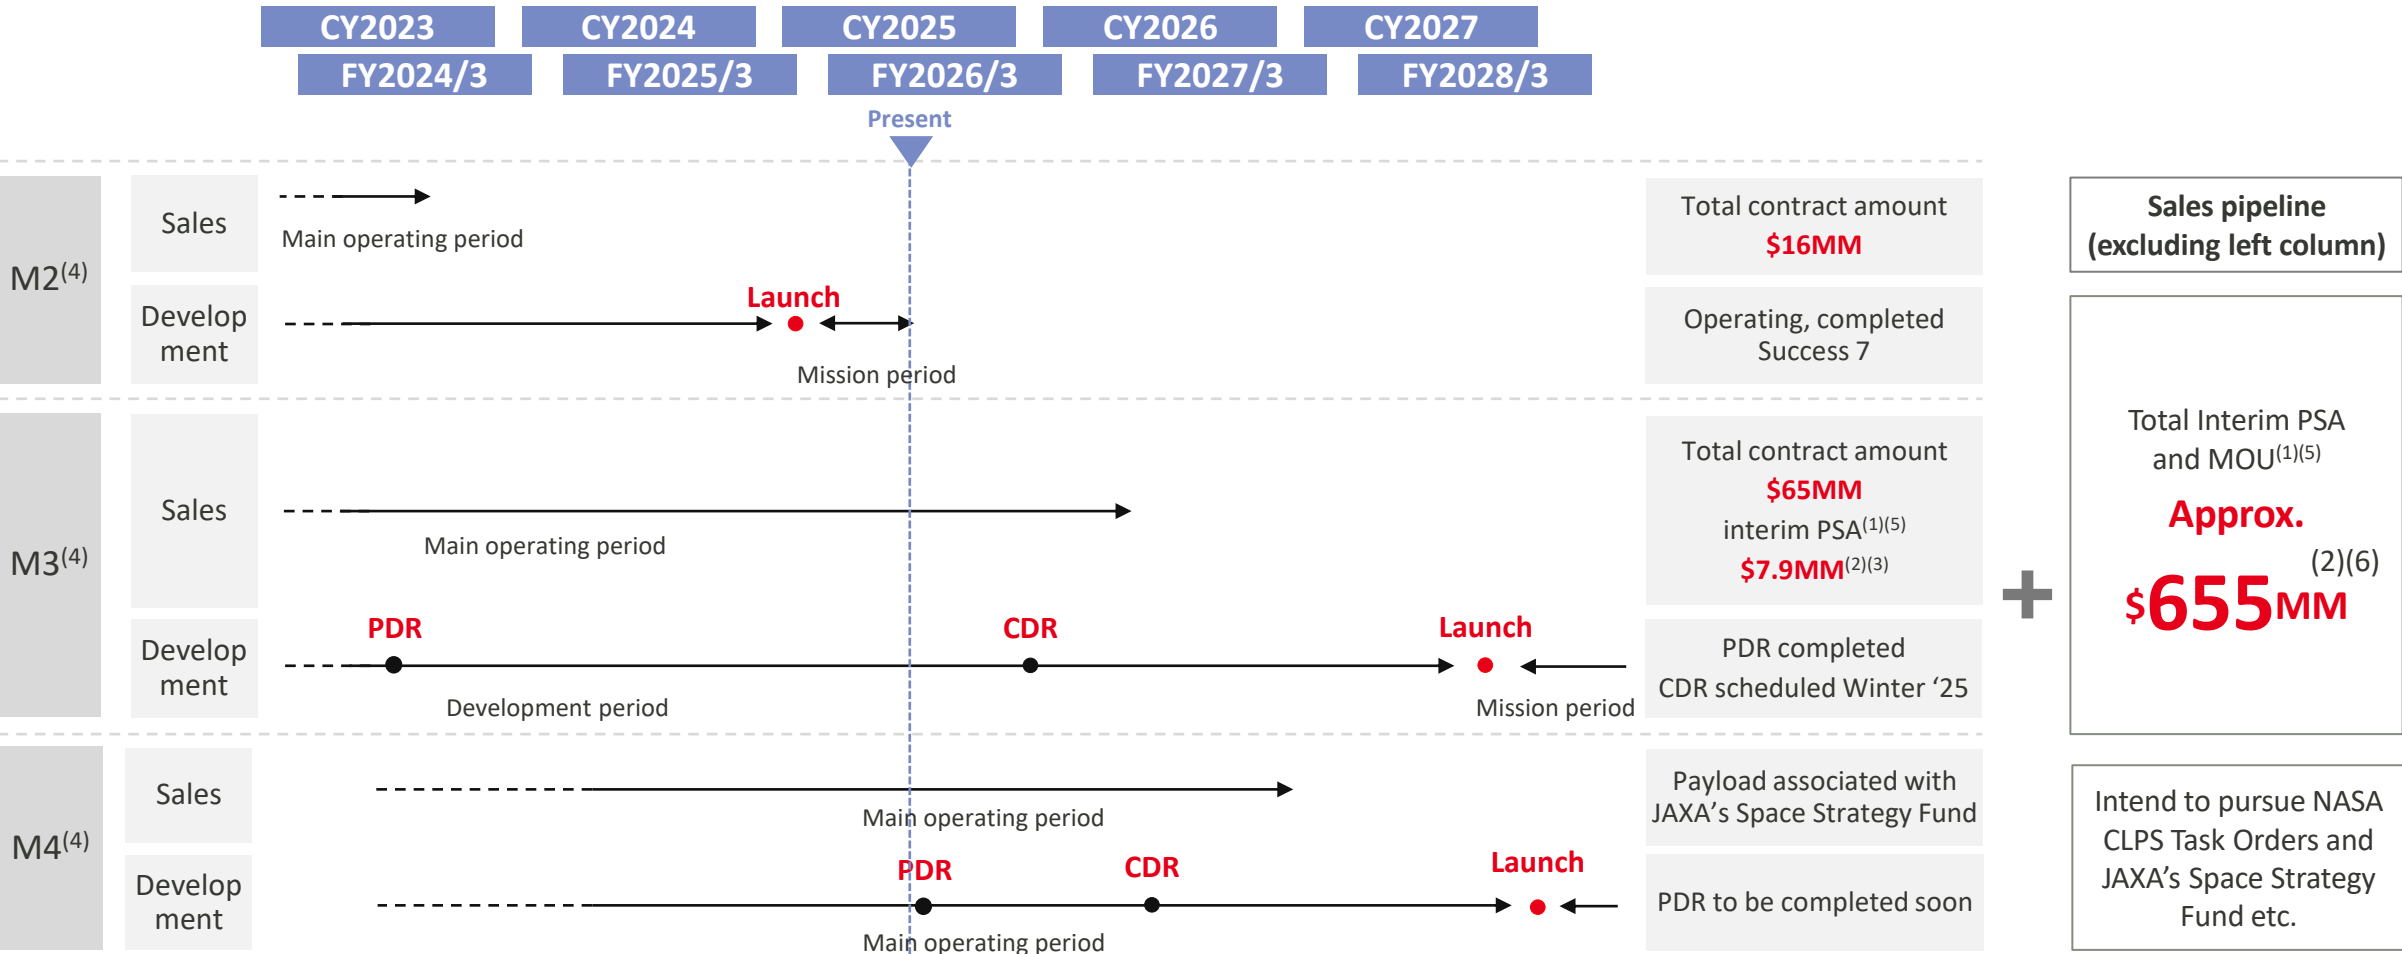 CY2023 CY2024 CY2025 CY2026 CY2027
FY2024/3 FY2025/3 FY2026/3 FY2027/3 FY2028/3
Present
M2(4)
Sales
Main operating period
Total contract amount
$16MM
Develop
ment
Launch
Mission period
Operating, completed
Success 7
M3(4)
Sales
Main operating period
Total contract amount
$65MM
interim PSA(1)(5)
$7.9MM(2)(3)
Develop
ment
PDR
CDR
Launch
Development period
Mission period
PDR completed
CDR scheduled Winter ‘25
M4(4)
Sales
Main operating period
Payload associated with
JAXA’s Space Strategy Fund
Develop
ment
PDR
CDR
Launch
Main operating period
PDR to be completed soon
+
Sales pipeline
(excluding left column)
Total Interim PSA
and MOU(1)(5)
Approx.
(2)(6)
$655MM
Intend to pursue NASA
CLPS Task Orders and
JAXA’s Space Strategy
Fund etc.